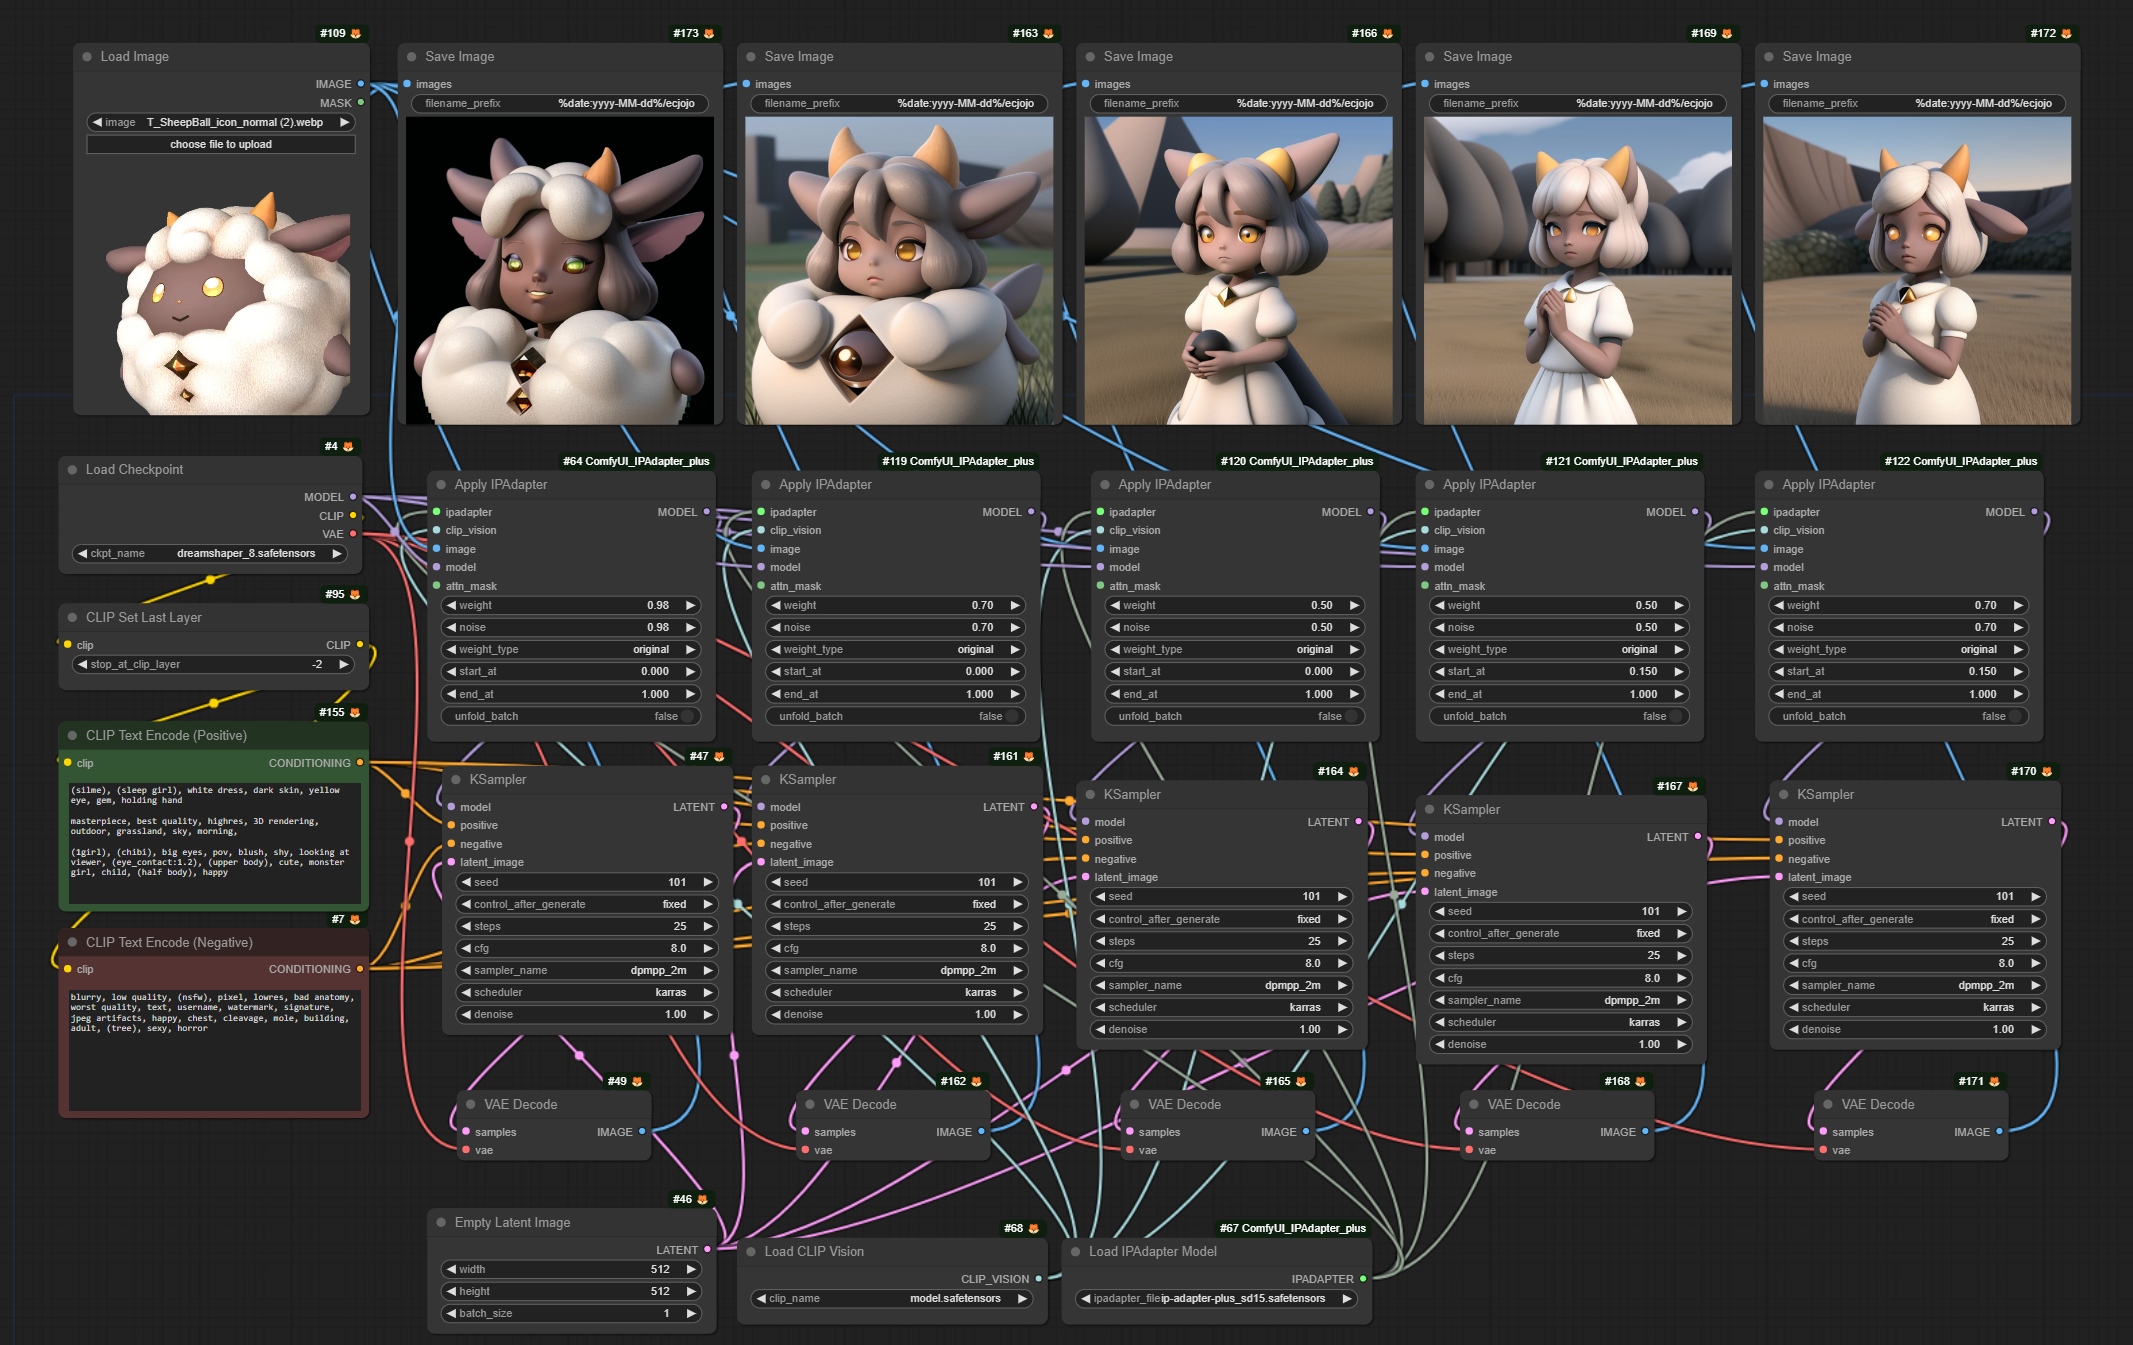 #109
Load Image
IMAGE
MASK
image T_SheepBall_icon_normal (2).webp
choose file to upload
#173
Save Image
images
filename_prefix %date:yyyy-MM-dd%/ecjojo
#163
Save Image
images
filename_prefix %date:yyyy-MM-dd%/ecjojo
#166
Save Image
images
filename_prefix %date:yyyy-MM-dd%/ecjojo
#169
Save Image
images
filename_prefix %date:yyyy-MM-dd%/ecjojo
#172
Save Image
images
filename_prefix %date:yyyy-MM-dd%/ecjojo
#4
Load Checkpoint
MODEL
CLIP
VAE
ckpt_name dreamshaper_8.safetensors
#95
CLIP Set Last Layer
clip CLIP
stop_at_clip_layer -2
#155
CLIP Text Encode (Positive)
clip CONDITIONING
(silme), (sleep girl), white dress, dark skin, yellow
eye, gem, holding hand
masterpiece, best quality, highres, 3D rendering,
outdoor, grassland, sky, morning,
(1girl), (chibi), big eyes, pov, blush, shy, looking at
viewer, (eye_contact:1.2), (upper body), cute, monster
girl, child, (half body), happy
#7
CLIP Text Encode (Negative)
clip CONDITIONING
blurry, low quality, (nsfw), pixel, lowres, bad anatomy,
worst quality, text, username, watermark, signature,
jpeg artifacts, happy, chest, cleavage, mole, building,
adult, (tree), sexy, horror
#64 ComfyUI_IPAdapter_plus
Apply IPAdapter
ipadapter MODEL
clip_vision
image
model
attn_mask
weight 0.98
noise 0.98
weight_type original
start_at 0.000
end_at 1.000
unfold_batch false
#119 ComfyUI_IPAdapter_plus
Apply IPAdapter
ipadapter MODEL
clip_vision
image
model
attn_mask
weight 0.70
noise 0.70
weight_type original
start_at 0.000
end_at 1.000
unfold_batch false
#120 ComfyUI_IPAdapter_plus
Apply IPAdapter
ipadapter MODEL
clip_vision
image
model
attn_mask
weight 0.50
noise 0.50
weight_type original
start_at 0.000
end_at 1.000
unfold_batch false
#121 ComfyUI_IPAdapter_plus
Apply IPAdapter
ipadapter MODEL
clip_vision
image
model
attn_mask
weight 0.50
noise 0.50
weight_type original
start_at 0.150
end_at 1.000
unfold_batch false
#122 ComfyUI_IPAdapter_plus
Apply IPAdapter
ipadapter MODEL
clip_vision
image
model
attn_mask
weight 0.70
noise 0.70
weight_type original
start_at 0.150
end_at 1.000
unfold_batch false
#47
KSampler
model LATENT
positive
negative
latent_image
seed 101
control_after_generate fixed
steps 25
cfg 8.0
sampler_name dpmpp_2m
scheduler karras
denoise 1.00
#161
KSampler
model LATENT
positive
negative
latent_image
seed 101
control_after_generate fixed
steps 25
cfg 8.0
sampler_name dpmpp_2m
scheduler karras
denoise 1.00
#164
KSampler
model LATENT
positive
negative
latent_image
seed 101
control_after_generate fixed
steps 25
cfg 8.0
sampler_name dpmpp_2m
scheduler karras
denoise 1.00
#167
KSampler
model LATENT
positive
negative
latent_image
seed 101
control_after_generate fixed
steps 25
cfg 8.0
sampler_name dpmpp_2m
scheduler karras
denoise 1.00
#170
KSampler
model LATENT
positive
negative
latent_image
seed 101
control_after_generate fixed
steps 25
cfg 8.0
sampler_name dpmpp_2m
scheduler karras
denoise 1.00
#49
VAE Decode
samples IMAGE
vae
#162
VAE Decode
samples IMAGE
vae
#165
VAE Decode
samples IMAGE
vae
#168
VAE Decode
samples IMAGE
vae
#171
VAE Decode
samples IMAGE
vae
#46
Empty Latent Image
LATENT
width 512
height 512
batch_size 1
#68
Load CLIP Vision
CLIP_VISION
clip_name model.safetensors
#67 ComfyUI_IPAdapter_plus
Load IPAdapter Model
IPADAPTER
ipadapter_file ip-adapter-plus_sd15.safetensors